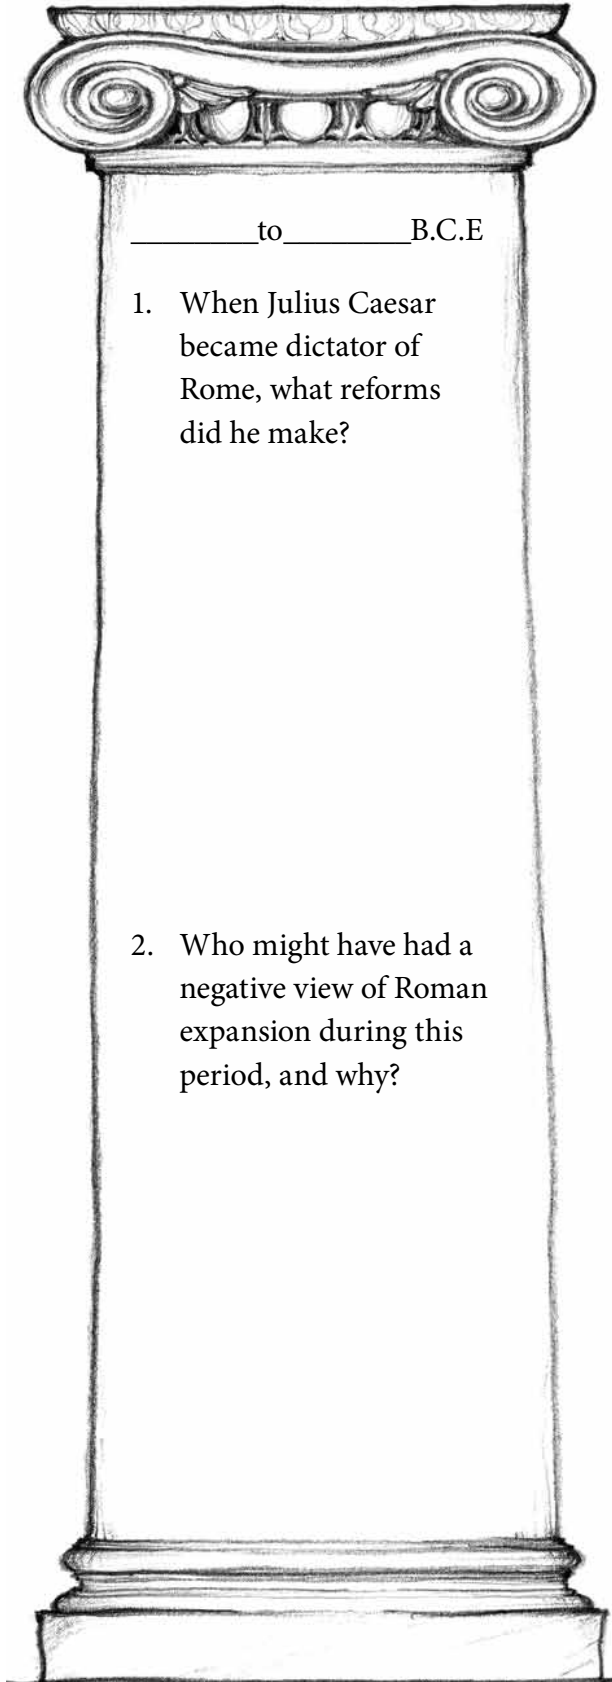 ________to________B.C.E
1. When Julius Caesar
became dictator of
Rome, what reforms
did he make?
2. Who might have had a
negative view of Roman
expansion during this
period, and why?